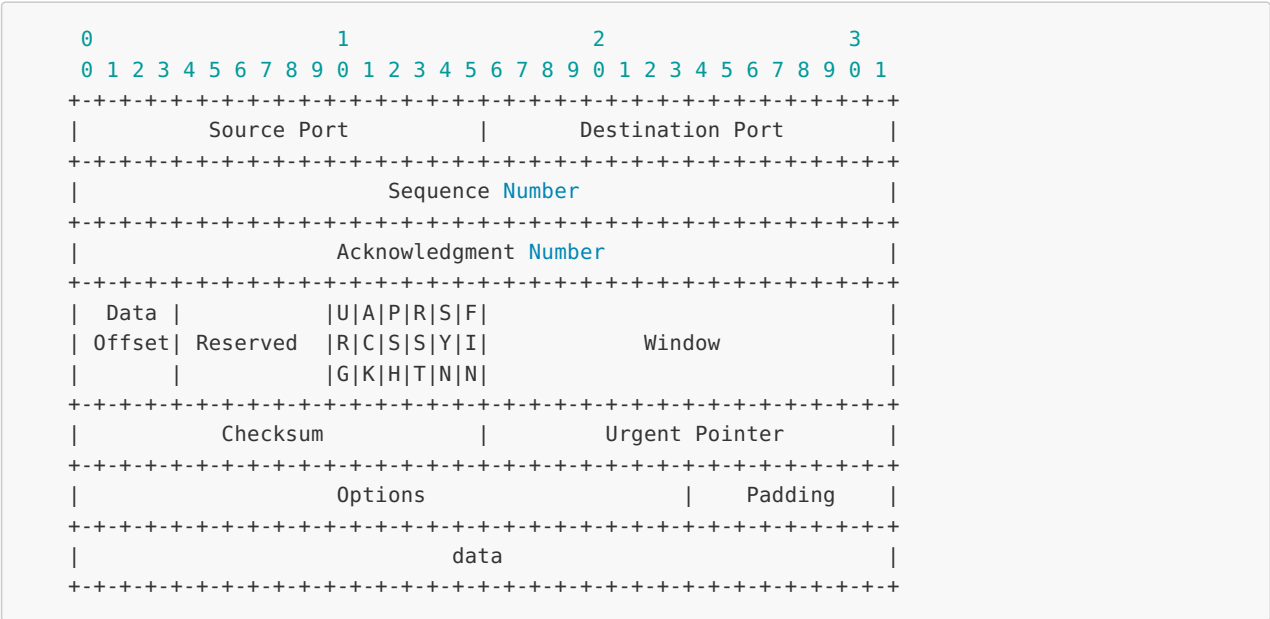 0                   1                   2                   3
0 1 2 3 4 5 6 7 8 9 0 1 2 3 4 5 6 7 8 9 0 1 2 3 4 5 6 7 8 9 0 1
+-+-+-+-+-+-+-+-+-+-+-+-+-+-+-+-+-+-+-+-+-+-+-+-+-+-+-+-+-+-+-+-+
|          Source Port          |       Destination Port        |
+-+-+-+-+-+-+-+-+-+-+-+-+-+-+-+-+-+-+-+-+-+-+-+-+-+-+-+-+-+-+-+-+
|                        Sequence Number                        |
+-+-+-+-+-+-+-+-+-+-+-+-+-+-+-+-+-+-+-+-+-+-+-+-+-+-+-+-+-+-+-+-+
|                    Acknowledgment Number                      |
+-+-+-+-+-+-+-+-+-+-+-+-+-+-+-+-+-+-+-+-+-+-+-+-+-+-+-+-+-+-+-+-+
|  Data |           |U|A|P|R|S|F|                               |
| Offset| Reserved  |R|C|S|S|Y|I|            Window             |
|       |           |G|K|H|T|N|N|                               |
+-+-+-+-+-+-+-+-+-+-+-+-+-+-+-+-+-+-+-+-+-+-+-+-+-+-+-+-+-+-+-+-+
|           Checksum            |         Urgent Pointer        |
+-+-+-+-+-+-+-+-+-+-+-+-+-+-+-+-+-+-+-+-+-+-+-+-+-+-+-+-+-+-+-+-+
|                    Options                    |    Padding    |
+-+-+-+-+-+-+-+-+-+-+-+-+-+-+-+-+-+-+-+-+-+-+-+-+-+-+-+-+-+-+-+-+
|                             data                              |
+-+-+-+-+-+-+-+-+-+-+-+-+-+-+-+-+-+-+-+-+-+-+-+-+-+-+-+-+-+-+-+-+